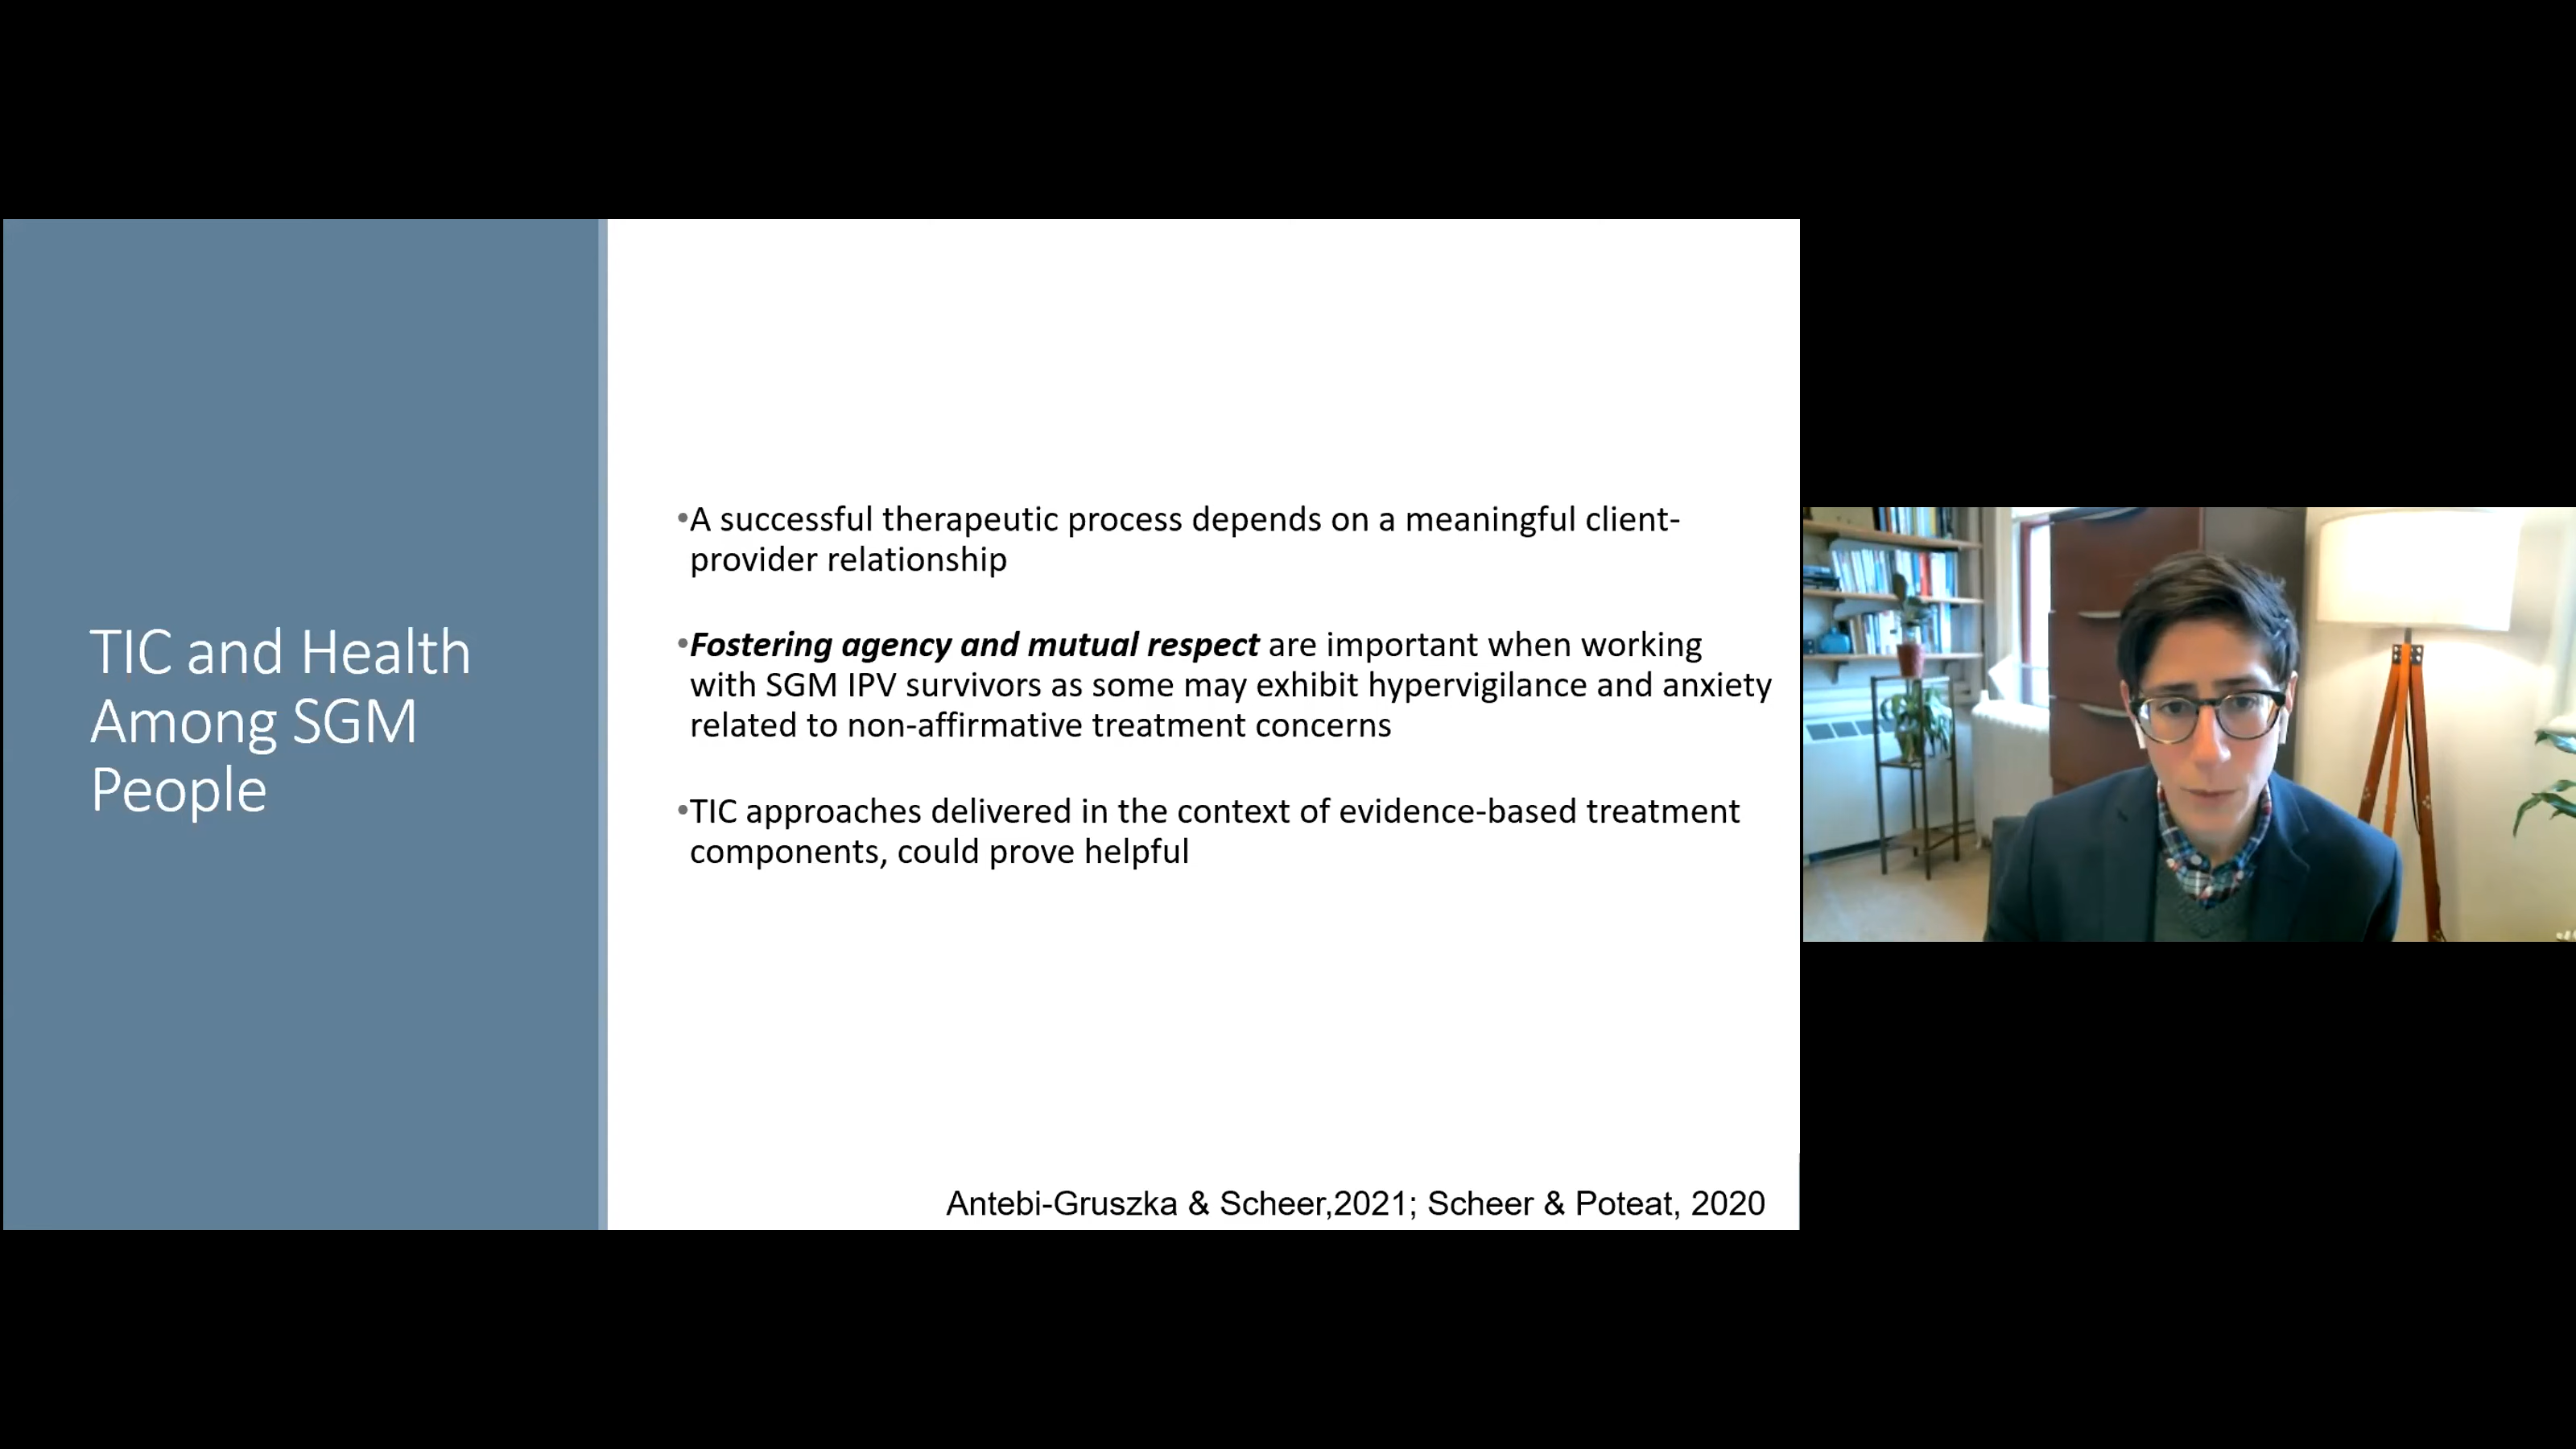 TIC and Health
Among SGM
People
•A successful therapeutic process depends on a meaningful client-
provider relationship
•Fostering agency and mutual respect are important when working
with SGM IPV survivors as some may exhibit hypervigilance and anxiety
related to non-affirmative treatment concerns
•TIC approaches delivered in the context of evidence-based treatment
components, could prove helpful
Antebi-Gruszka & Scheer,2021; Scheer & Poteat, 2020